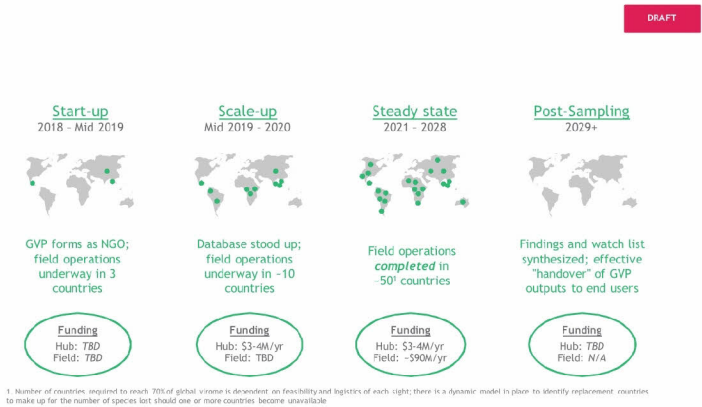 DRAFT
Start-up
2018 - Mid 2019
Scale-up
Mid 2019 - 2020
Steady state
2021 - 2028
Post-Sampling
2029+
GVP forms as NGO;
field operations
underway in 3
countries
Database stood up;
field operations
underway in ~10
countries
Field operations
completed in
~50¹ countries
Findings and watch list
synthesized; effective
"handover" of GVP
outputs to end users
Funding
Hub: TBD
Field: TBD
Funding
Hub: $3-4M/yr
Field: TBD
Funding
Hub: $3-4M/yr
Field: ~$90M/yr
Funding
Hub: TBD
Field: N/A
1. Number of countries required to reach 70% of global virome is dependent on feasibility and logistics of each sight; there is a dynamic model in place to identify replacement countries
to make up for the number of species lost should one or more countries become unavailable